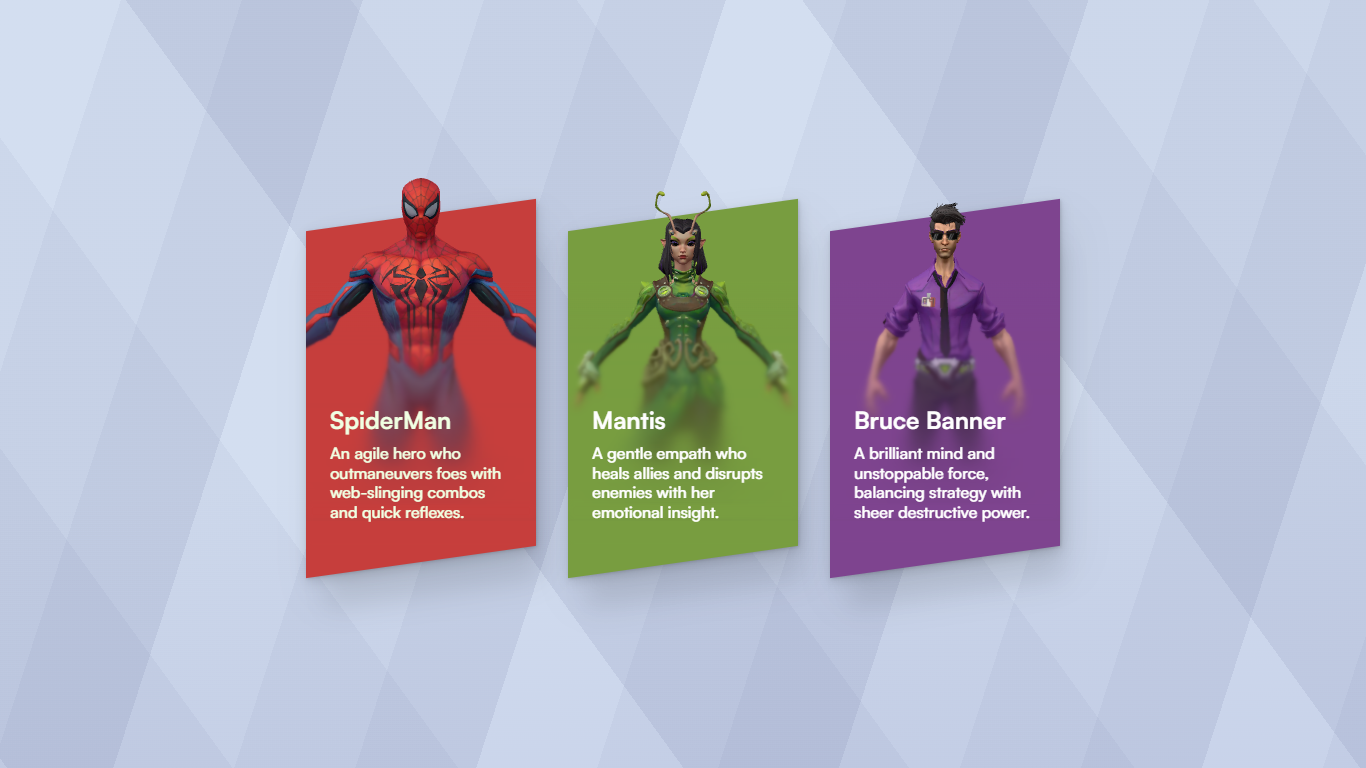 SpiderMan
An agile hero who
outmaneuvers foes with
web-slinging combos
and quick reflexes.
Mantis
A gentle empath who
heals allies and disrupts
enemies with her
emotional insight.
Bruce Banner
A brilliant mind and
unstoppable force,
balancing strategy with
sheer destructive power.